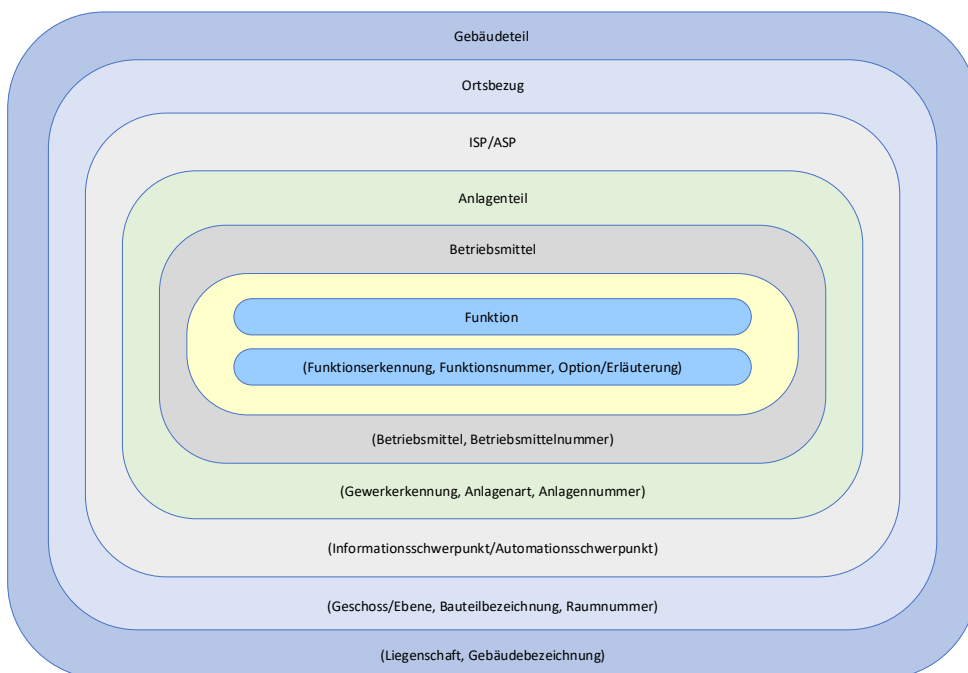 Gebäudeteil
Ortsbezug
ISP/ASP
Anlagenteil
Betriebsmittel
Funktion
(Funktionserkennung, Funktionsnummer, Option/Erläuterung)
(Betriebsmittel, Betriebsmittelnummer)
(Gewerkerkennung, Anlagenart, Anlagennummer)
(Informationsschwerpunkt/Automationsschwerpunkt)
(Geschoss/Ebene, Bauteilbezeichnung, Raumnummer)
(Liegenschaft, Gebäudebezeichnung)